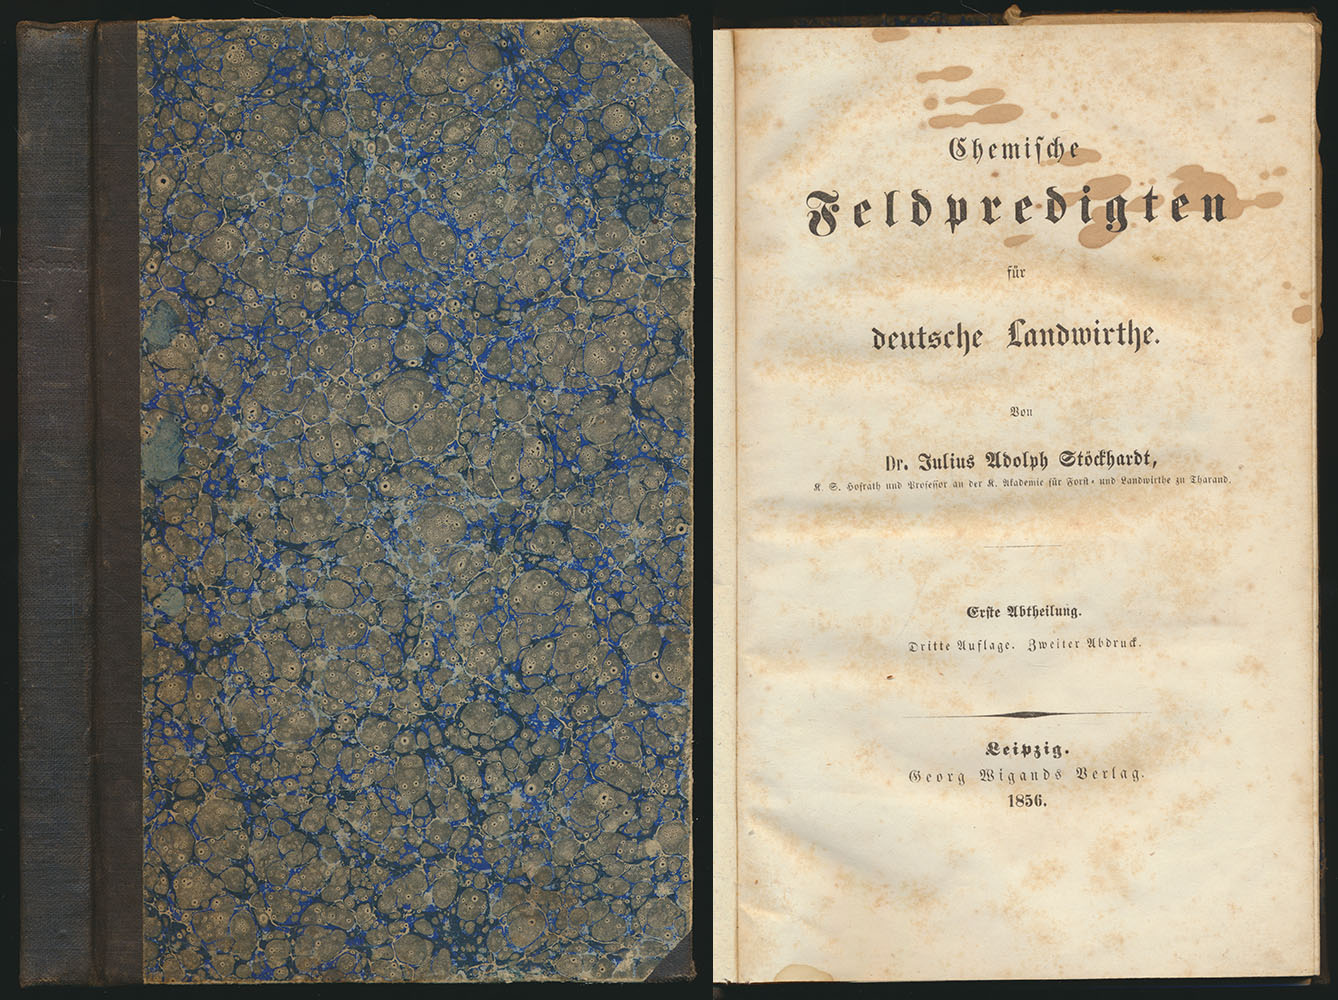 Chemische
Feldpredigten
für
deutsche Landwirthe.
Von
Dr. Julius Adolph Stöckhardt,
K. S. Hofrath und Professor an der K. Akademie für Forst- und Landwirthe zu Tharand.
Erste Abtheilung.
Dritte Auflage. Zweiter Abdruck.
Leipzig.
Georg Wigands Verlag.
1856.